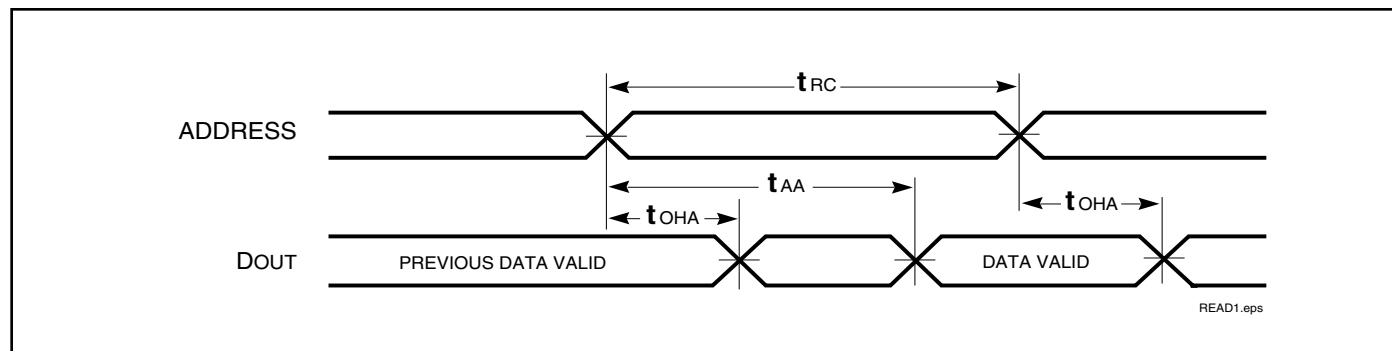 tRC
ADDRESS
tAA
tOHA
tOHA
DOUT
PREVIOUS DATA VALID
DATA VALID
READ1.eps